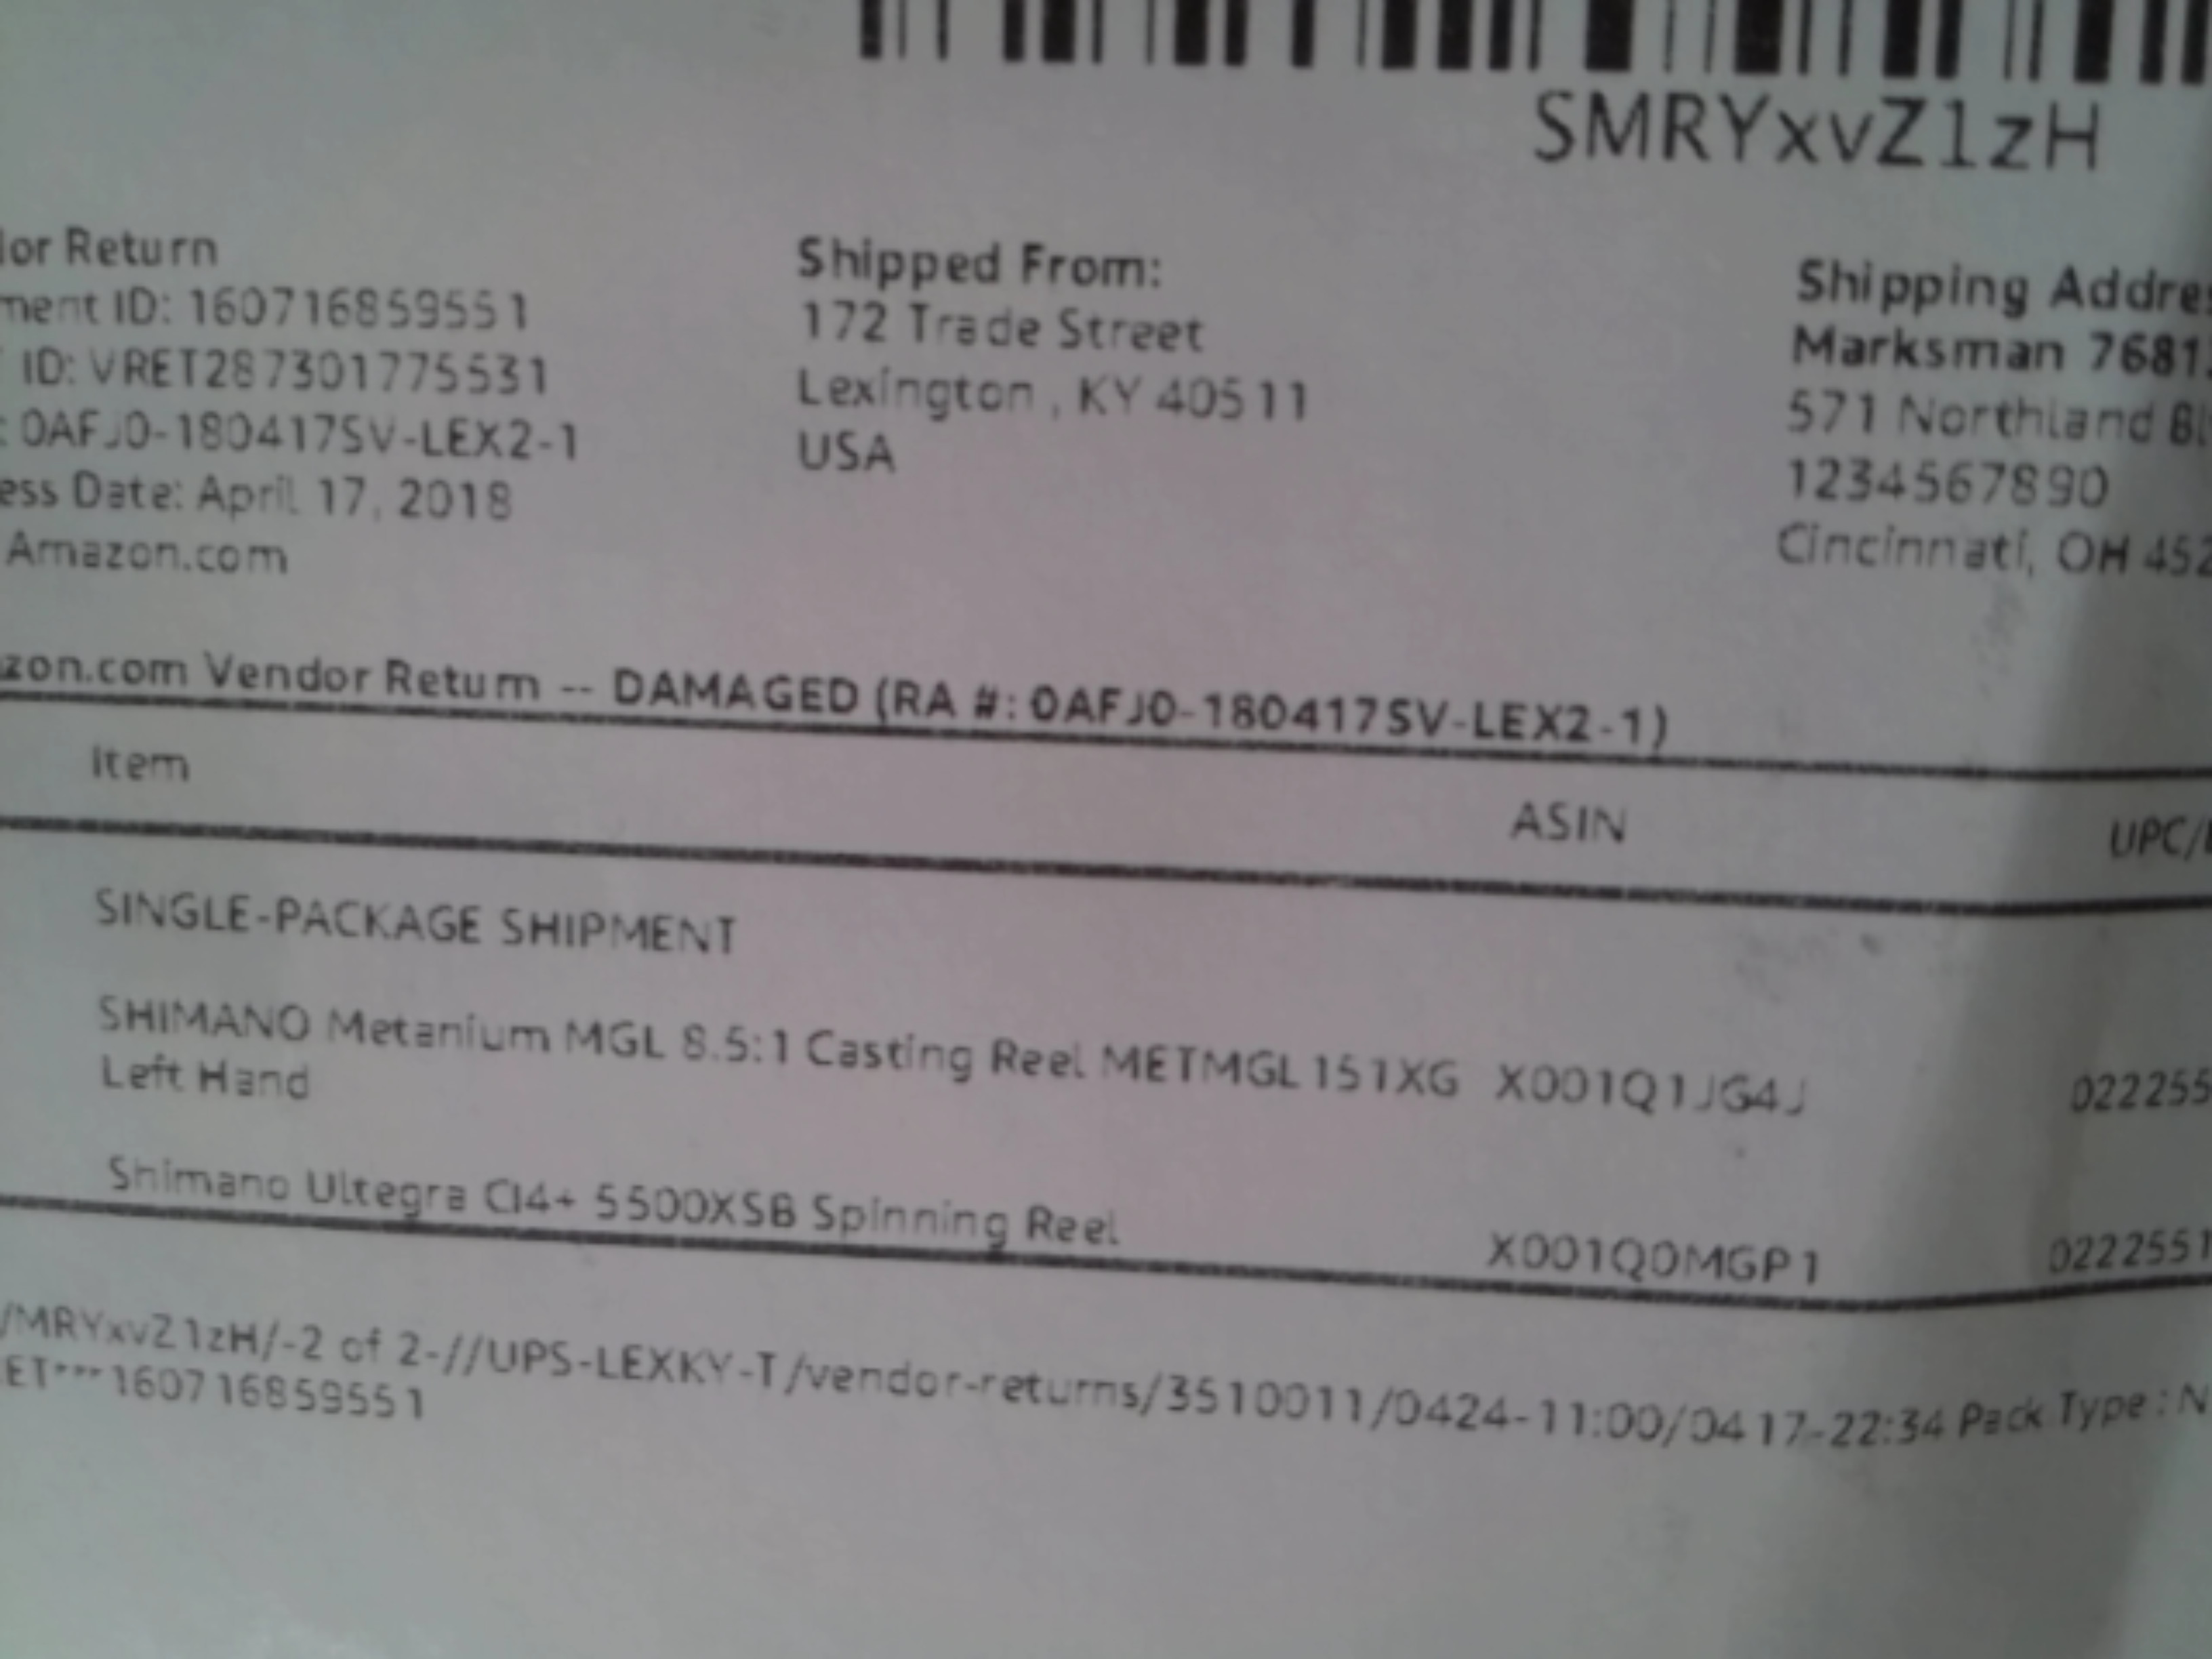 SMRYxvZ1zH
dor Return
ment ID: 160716859551
ID: VRET287301775531
: 0AFJ0-180417SV-LEX2-1
ess Date: April 17, 2018
Amazon.com
Shipped From:
172 Trade Street
Lexington , KY 40511
USA
Shipping Addres
Marksman 7681
571 Northland Bl
1234567890
Cincinnati, OH 452
zon.com Vendor Return -- DAMAGED (RA #: 0AFJ0-180417SV-LEX2-1)
Item ASIN UPC/
SINGLE-PACKAGE SHIPMENT
SHIMANO Metanium MGL 8.5:1 Casting Reel METMGL151XG X001Q1JG4J 022255
Left Hand
Shimano Ultegra CI4+ 5500XSB Spinning Reel X001Q0MGP1 0222551
/MRYxvZ1zH/-2 of 2-//UPS-LEXKY-T/vendor-returns/3510011/0424-11:00/0417-22:34 Pack Type : N
ET***160716859551